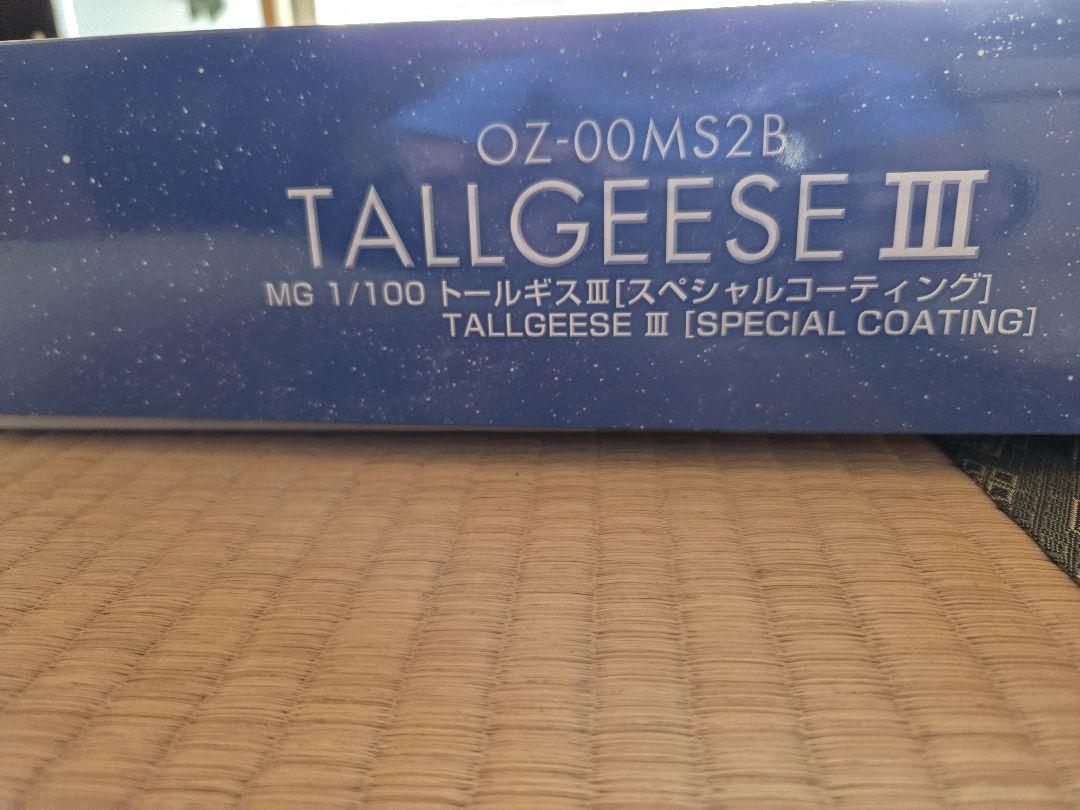 OZ-00MS2B
TALLGEESE III
MG 1/100 トールギスⅢ[スペシャルコーティング]
TALLGEESE Ⅲ [SPECIAL COATING]